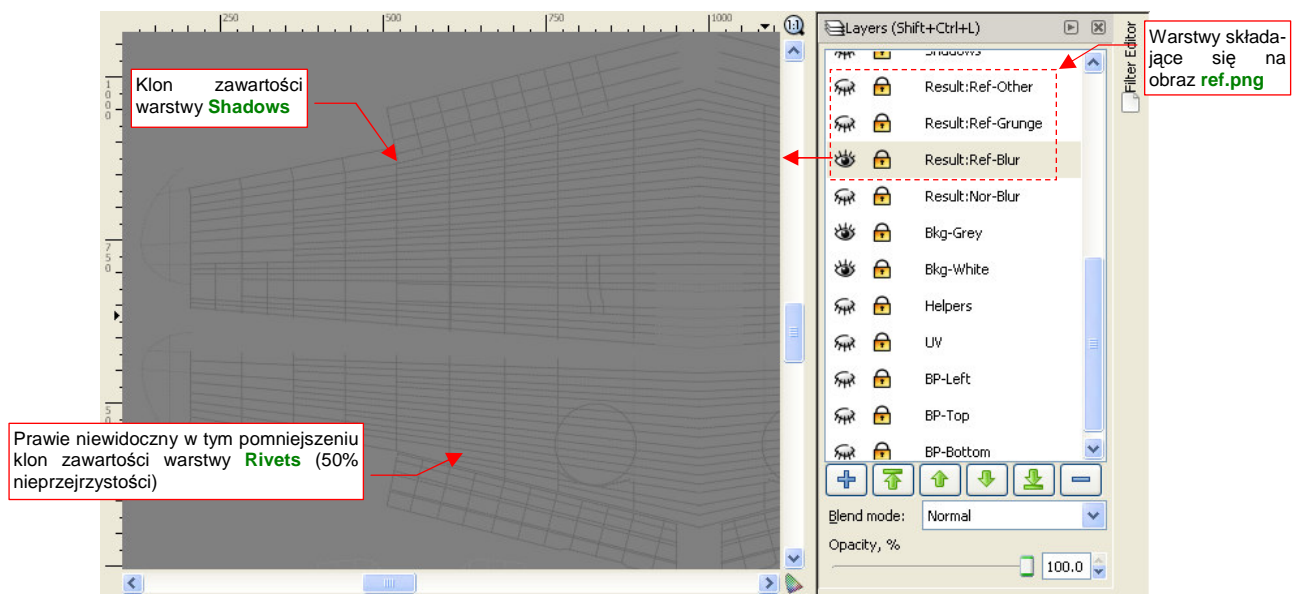 250 500 750 1000
Layers (Shift+Ctrl+L)
Filter Editor
Warstwy składa-
jące się na
obraz ref.png
Klon zawartości
warstwy Shadows
Shadows
Result:Ref-Other
Result:Ref-Grunge
Result:Ref-Blur
Result:Nor-Blur
Bkg-Grey
Bkg-White
Helpers
UV
BP-Left
BP-Top
BP-Bottom
1000
750
Prawie niewidoczny w tym pomniejszeniu
klon zawartości warstwy Rivets (50%
nieprzejrzystości)
Blend mode: Normal
Opacity, %
100.0
1:1